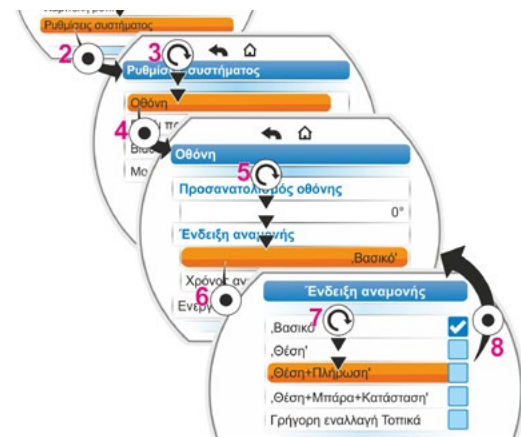 Ρυθμίσεις συστήματος
2
3
Ρυθμίσεις συστήματος
Οθόνη
4
Οθόνη
5
Προσανατολισμός οθόνης
0°
Ένδειξη αναμονής
‚Βασικό'
6
Ένδειξη αναμονής
7
‚Βασικό'
8
‚Θέση'
‚Θέση+Πλήρωση'
‚Θέση+Μπάρα+Κατάσταση'
Γρήγορη εναλλαγή Τοπικά